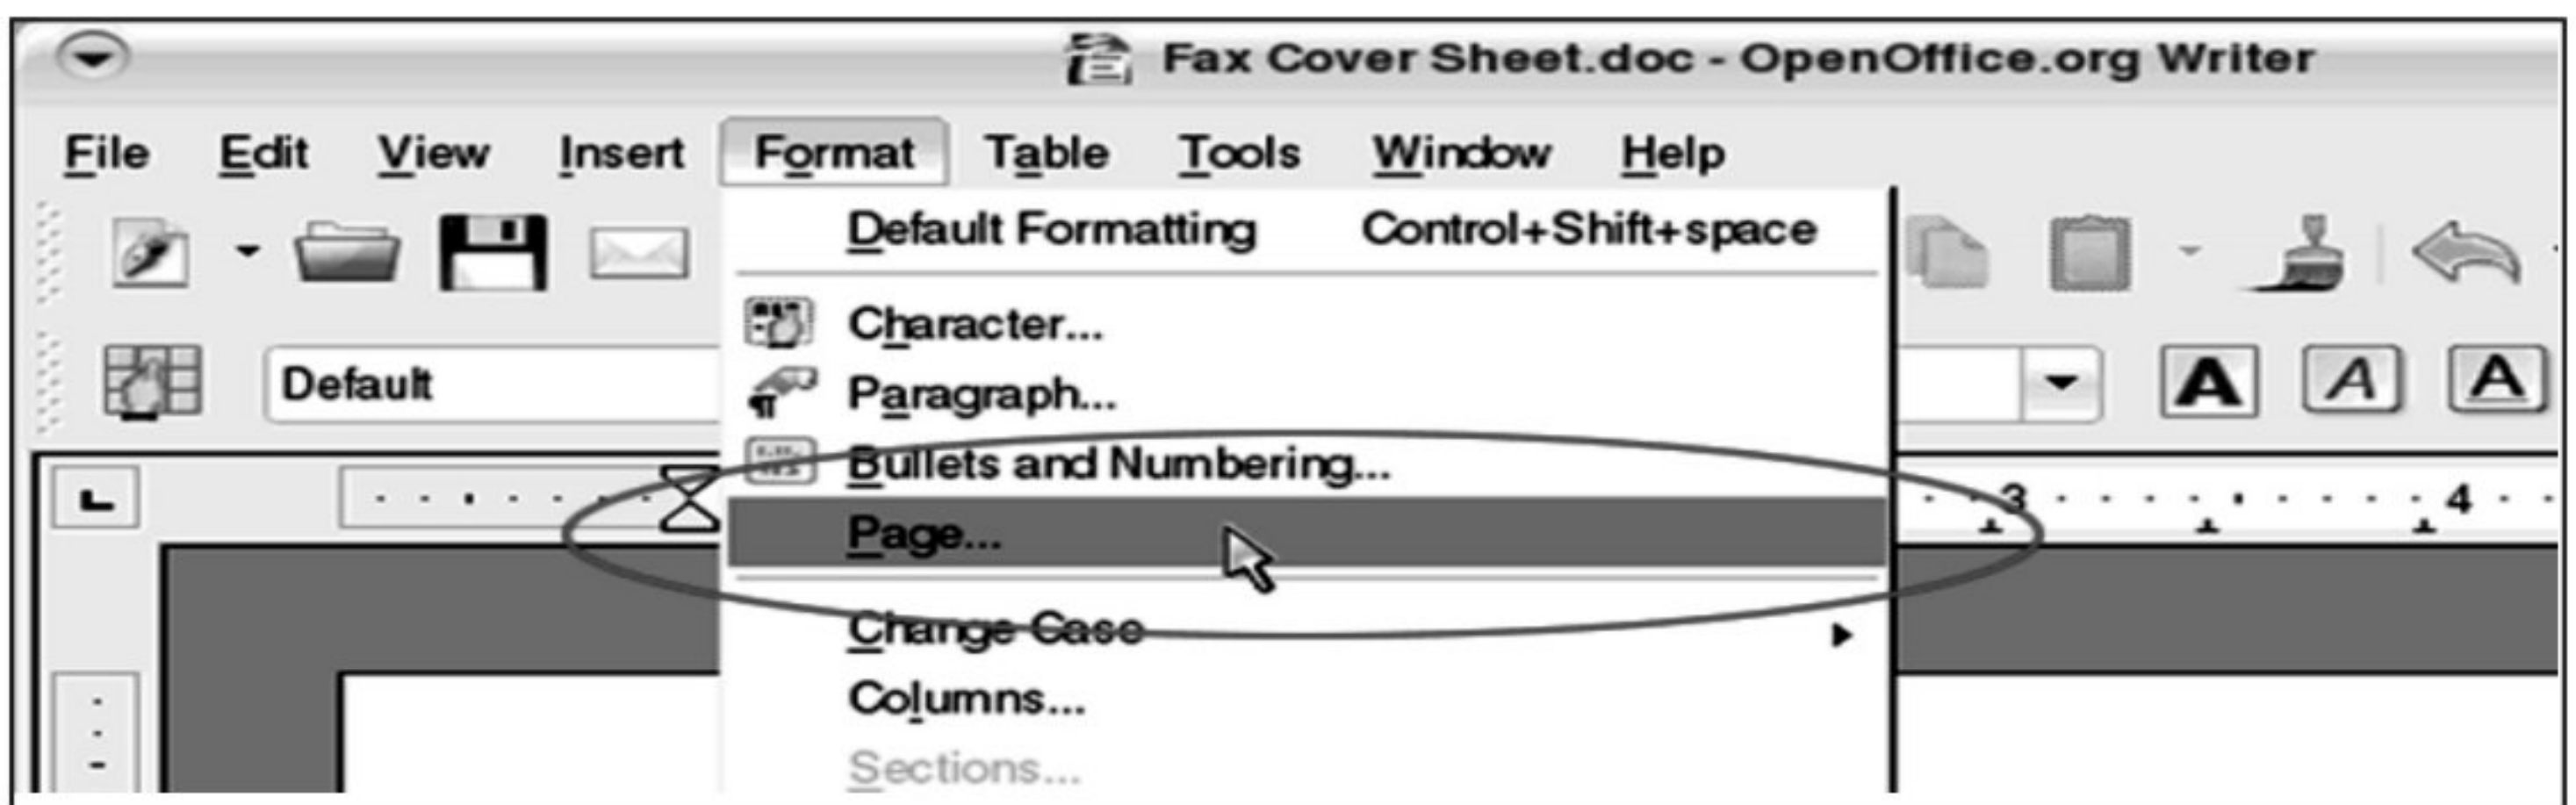 Fax Cover Sheet.doc - OpenOffice.org Writer
File Edit View Insert Format Table Tools Window Help
Default Formatting Control+Shift+space
Character...
Paragraph...
Default
A A A
Bullets and Numbering...
3 4
Page...
Change Case
Columns...
Sections...